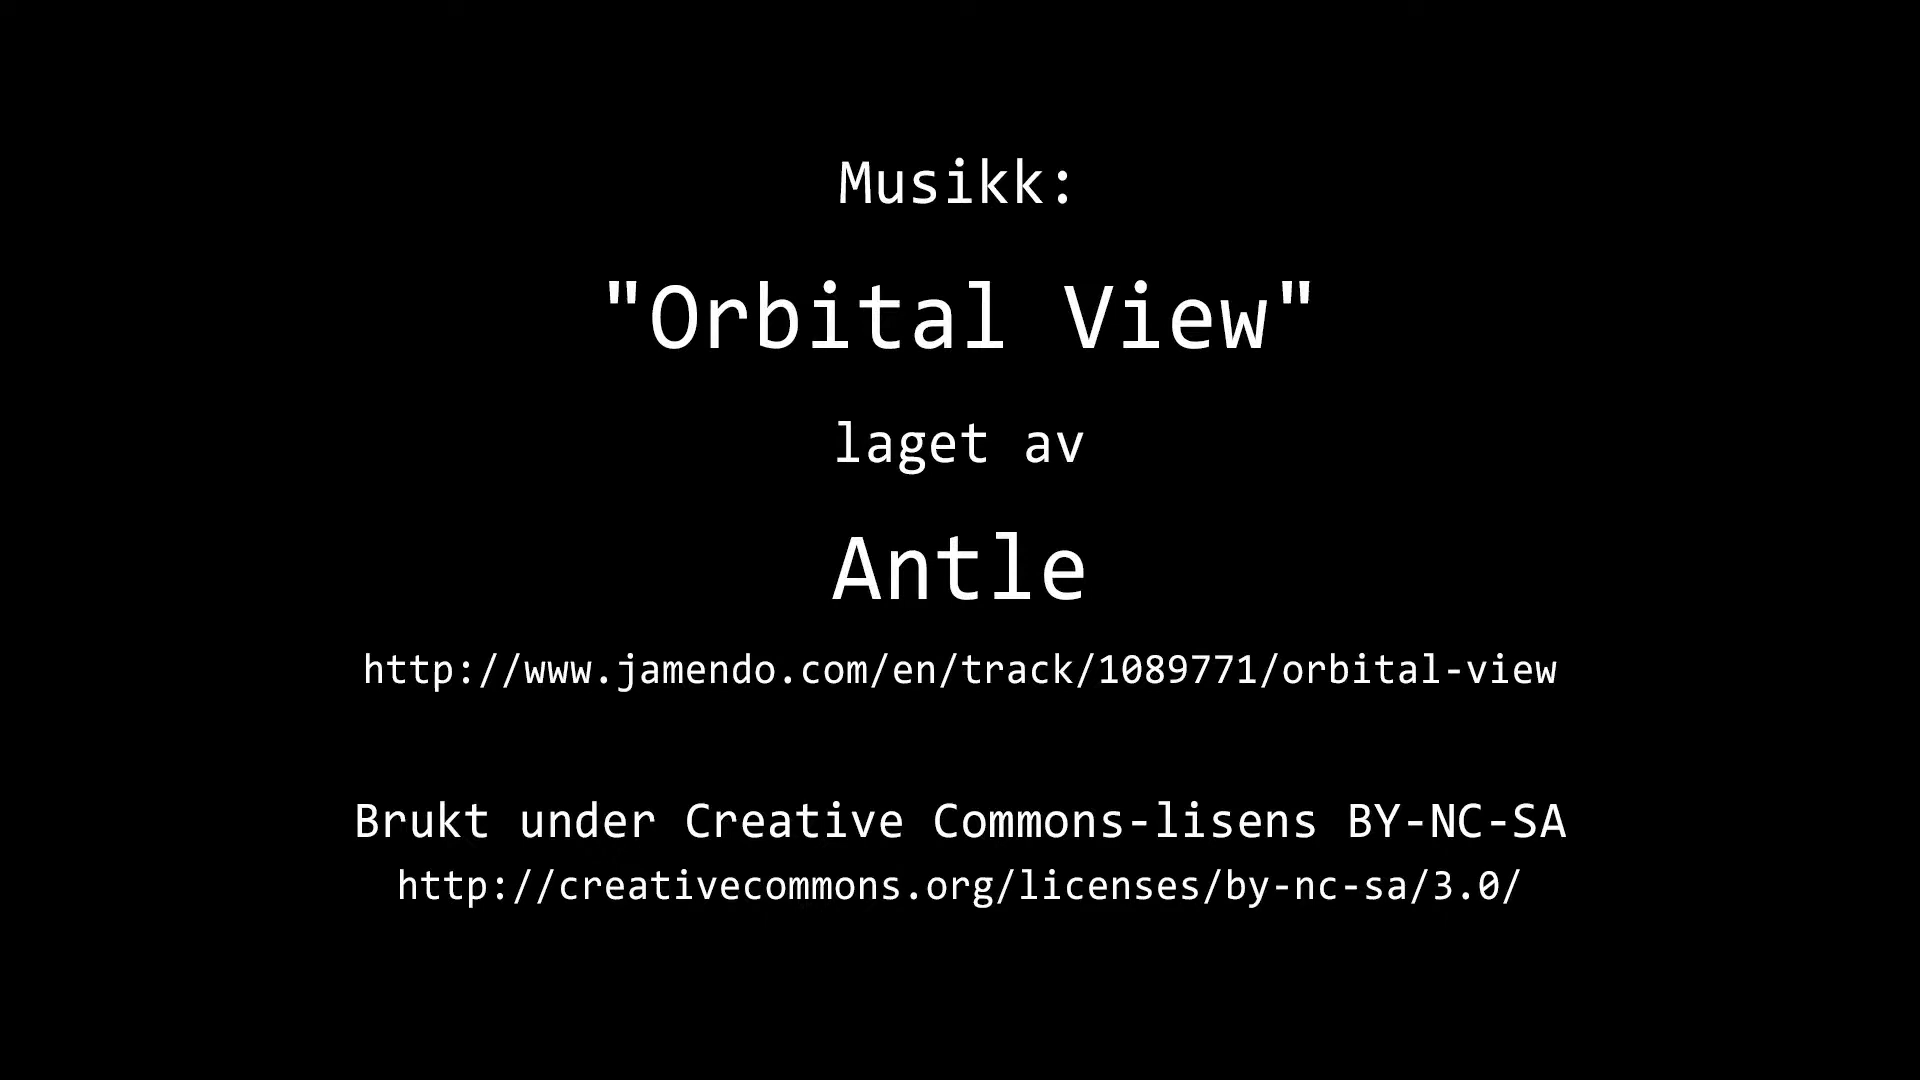 Musikk:
"Orbital View"
laget av
Antle
http://www.jamendo.com/en/track/1089771/orbital-view
Brukt under Creative Commons-lisens BY-NC-SA
http://creativecommons.org/licenses/by-nc-sa/3.0/